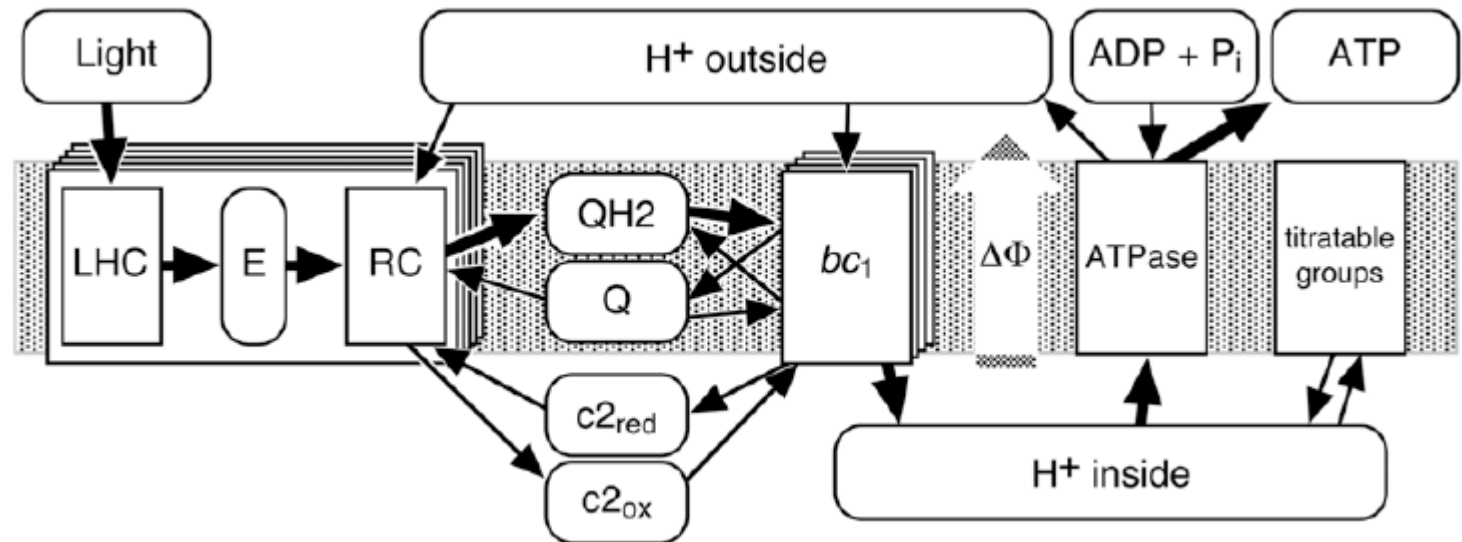 Light
H⁺ outside
ADP + Pᵢ
ATP
LHC
E
RC
QH2
Q
bc₁
ΔΦ
ATPase
titratable
groups
c2red
c2ox
H⁺ inside